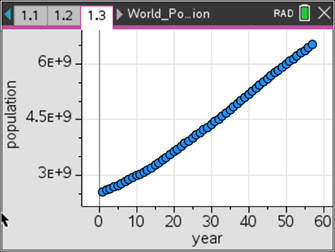 1.1 1.2 1.3 World_Po...ion RAD
6E+9
4.5E+9
3E+9
population
0 10 20 30 40 50 60
year